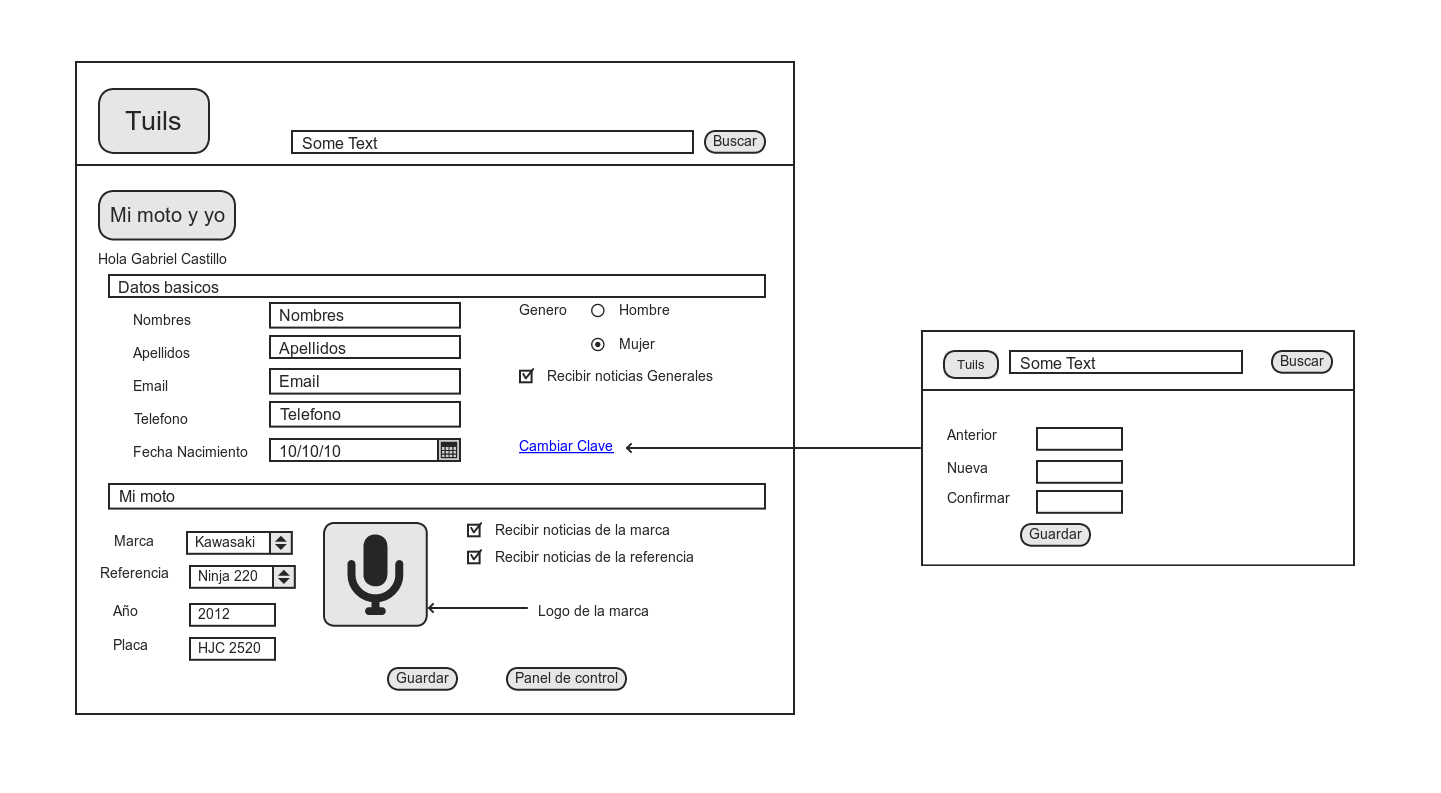 Tuils
Some Text
Buscar
Mi moto y yo
Hola Gabriel Castillo
Datos basicos
Nombres
Nombres
Genero
Hombre
Apellidos
Apellidos
Mujer
Email
Email
Recibir noticias Generales
Telefono
Telefono
Fecha Nacimiento
10/10/10
Cambiar Clave
Mi moto
Marca
Kawasaki
Recibir noticias de la marca
Referencia
Ninja 220
Recibir noticias de la referencia
Año
2012
Logo de la marca
Placa
HJC 2520
Guardar
Panel de control
Tuils
Some Text
Buscar
Anterior
Nueva
Confirmar
Guardar